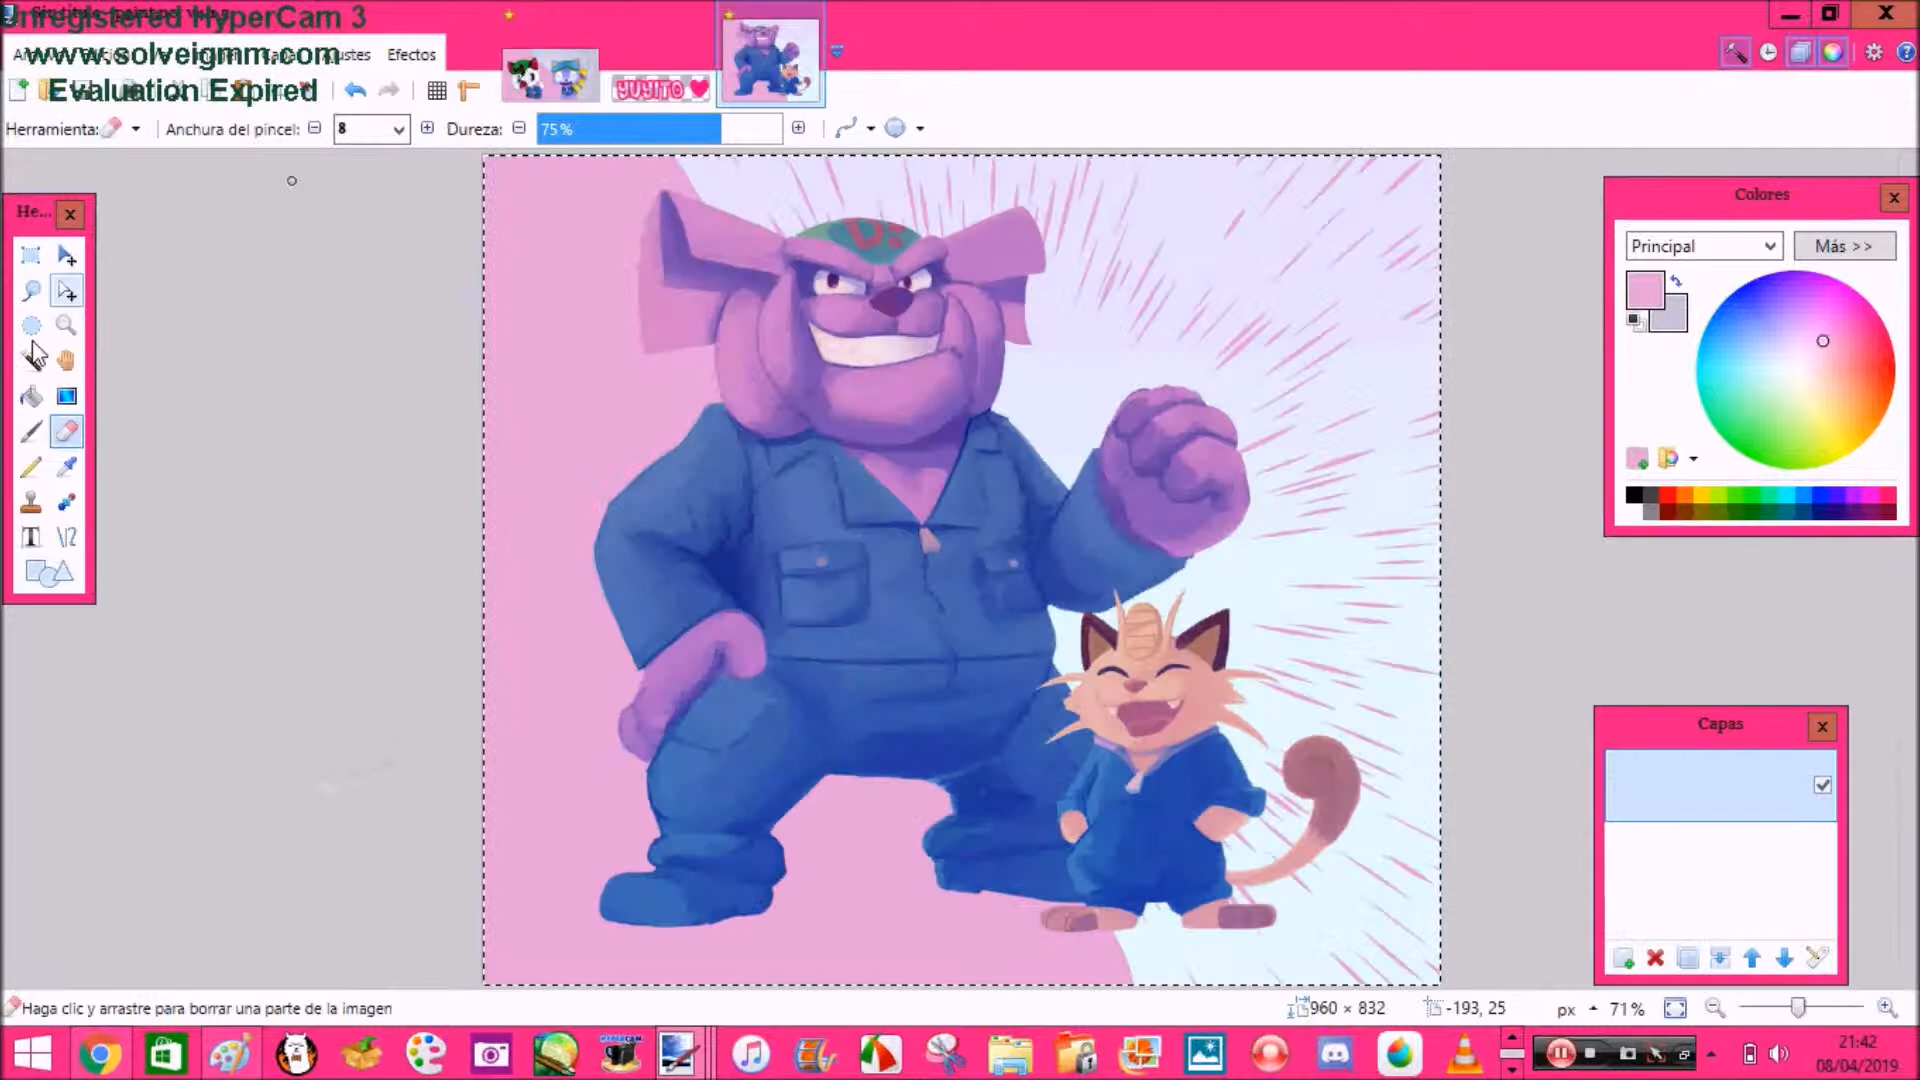 Unregistered HyperCam 3
www.solveigmm.com
Evaluation Expired
Ajustes Efectos
YUYITO
Herramienta: Anchura del pincel: 8 Dureza: 75%
He...
Colores
Principal Más >>
D:
Capas
Haga clic y arrastre para borrar una parte de la imagen
960 × 832 -193, 25 px 71%
HYPERCAM
21:42
08/04/2019